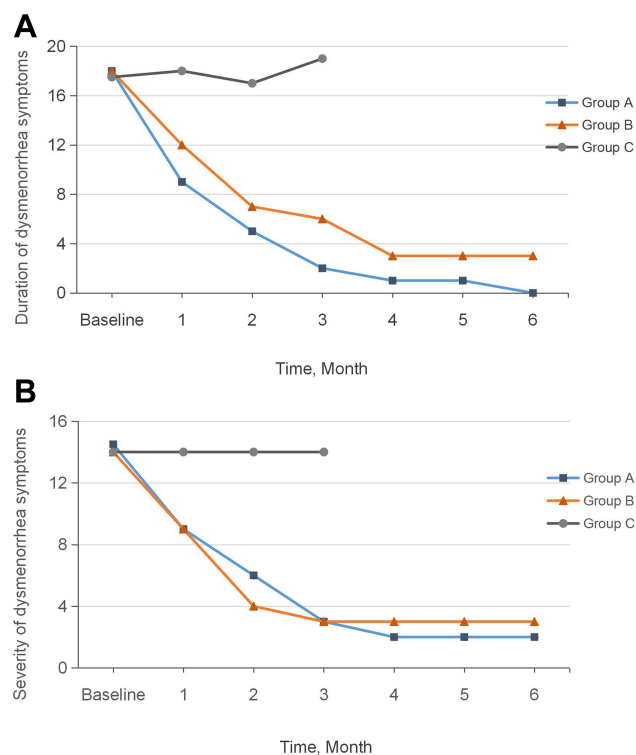 A
Duration of dysmenorrhea symptoms
20
16
12
8
4
0
Baseline 1 2 3 4 5 6
Time, Month
Group A
Group B
Group C
B
Severity of dysmenorrhea symptoms
16
12
8
4
0
Baseline 1 2 3 4 5 6
Time, Month
Group A
Group B
Group C